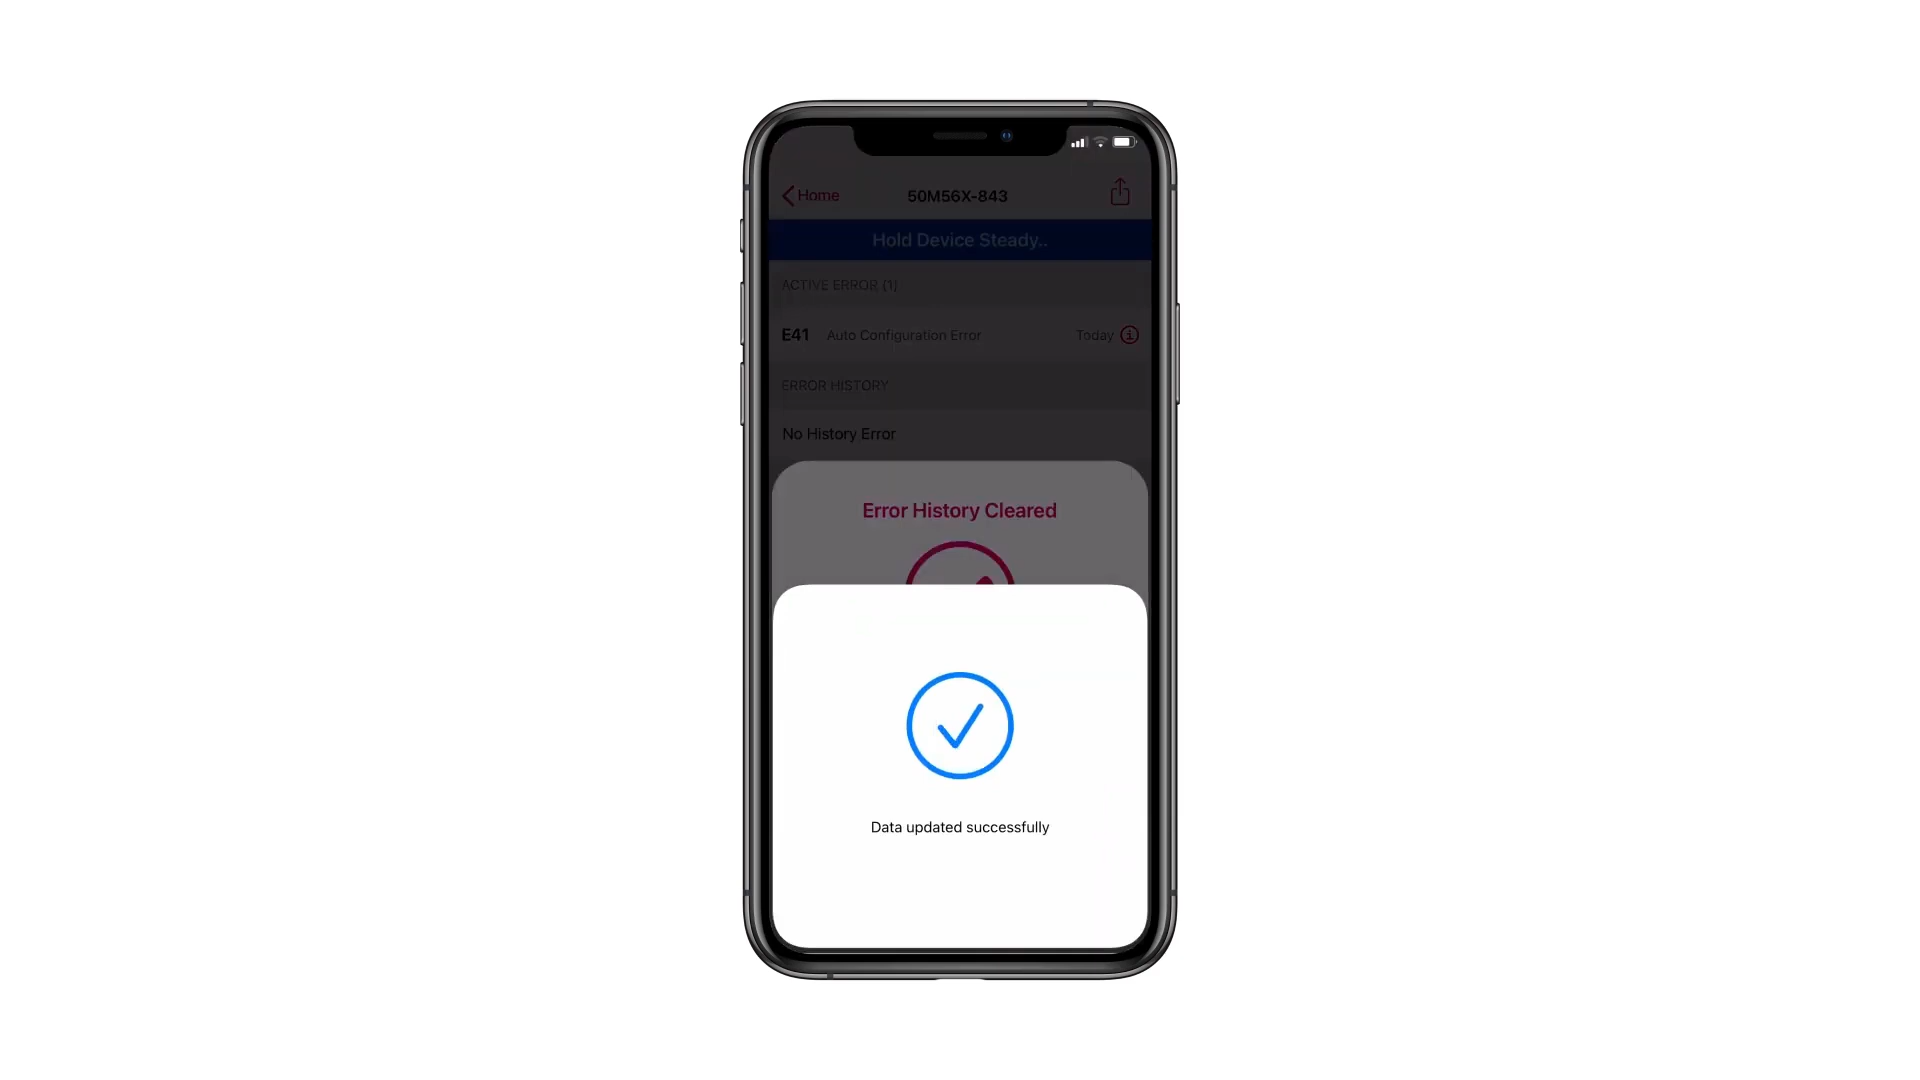 Home
50M56X-843
Hold Device Steady..
ACTIVE ERROR (1)
E41 Auto Configuration Error Today
ERROR HISTORY
No History Error
Error History Cleared
Data updated successfully